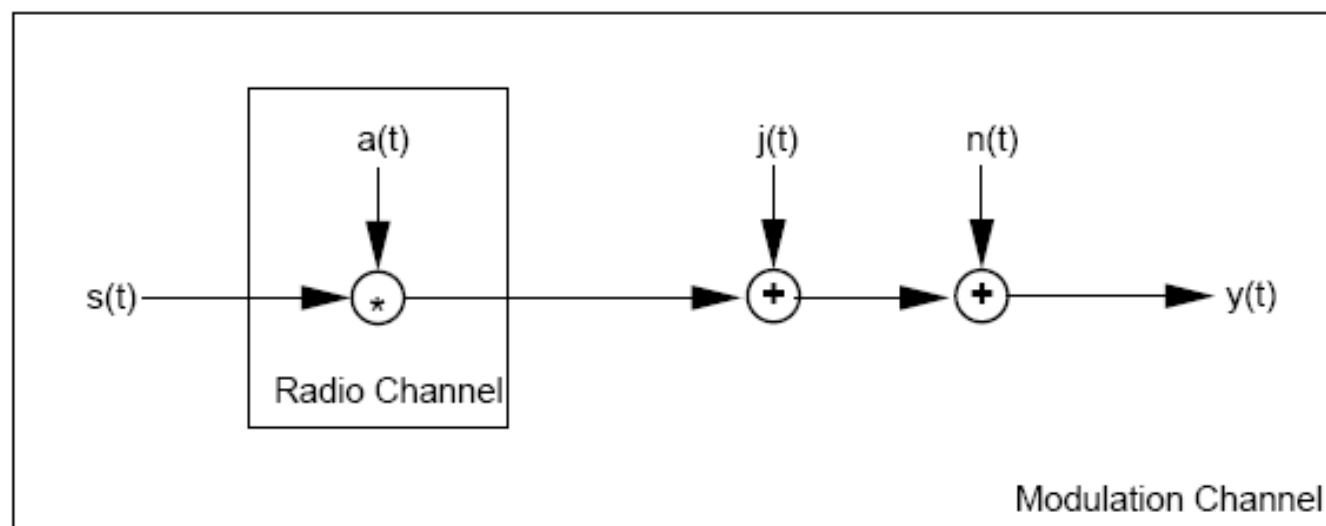 a(t) j(t) n(t)
s(t) * + + y(t)
Radio Channel
Modulation Channel